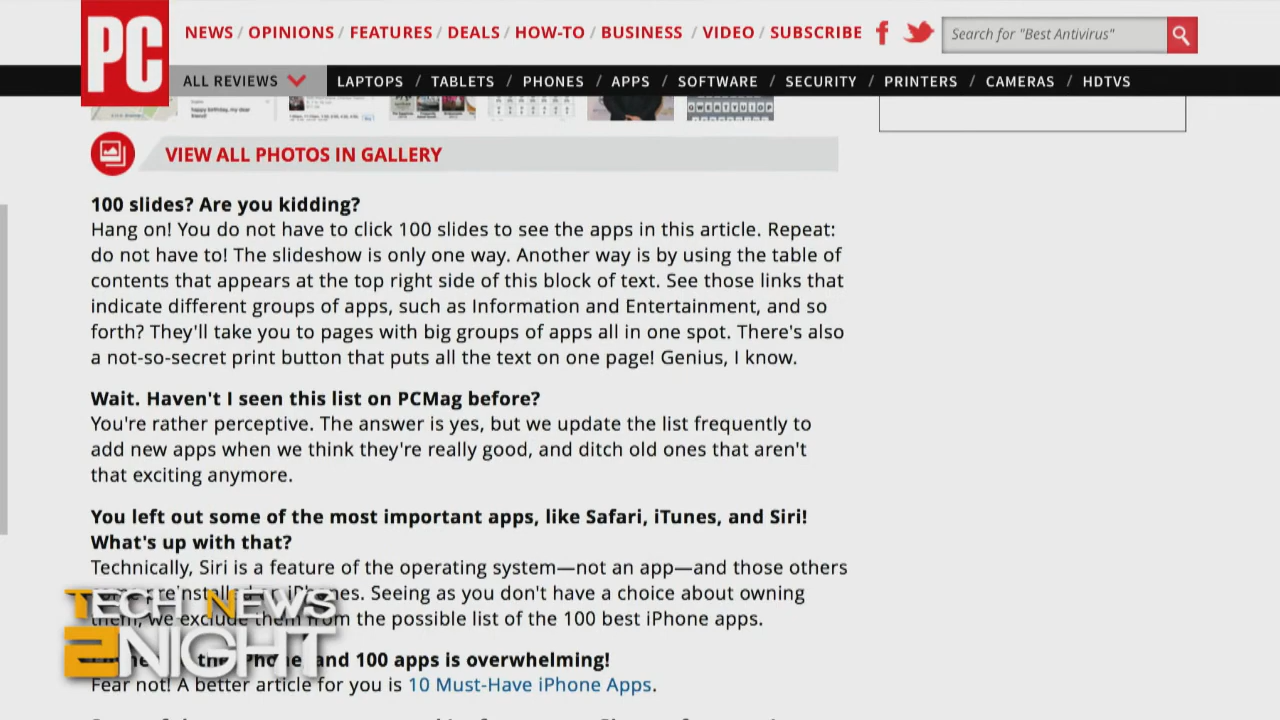 PC
NEWS / OPINIONS / FEATURES / DEALS / HOW-TO / BUSINESS / VIDEO / SUBSCRIBE
Search for "Best Antivirus"
ALL REVIEWS
LAPTOPS / TABLETS / PHONES / APPS / SOFTWARE / SECURITY / PRINTERS / CAMERAS / HDTVS
VIEW ALL PHOTOS IN GALLERY
100 slides? Are you kidding?
Hang on! You do not have to click 100 slides to see the apps in this article. Repeat:
do not have to! The slideshow is only one way. Another way is by using the table of
contents that appears at the top right side of this block of text. See those links that
indicate different groups of apps, such as Information and Entertainment, and so
forth? They'll take you to pages with big groups of apps all in one spot. There's also
a not-so-secret print button that puts all the text on one page! Genius, I know.
Wait. Haven't I seen this list on PCMag before?
You're rather perceptive. The answer is yes, but we update the list frequently to
add new apps when we think they're really good, and ditch old ones that aren't
that exciting anymore.
You left out some of the most important apps, like Safari, iTunes, and Siri!
What's up with that?
Technically, Siri is a feature of the operating system—not an app—and those others
come preinstalled on iPhones. Seeing as you don't have a choice about owning
them, we exclude them from the possible list of the 100 best iPhone apps.
the iPhone, and 100 apps is overwhelming!
Fear not! A better article for you is 10 Must-Have iPhone Apps.
TECH NEWS
2NIGHT